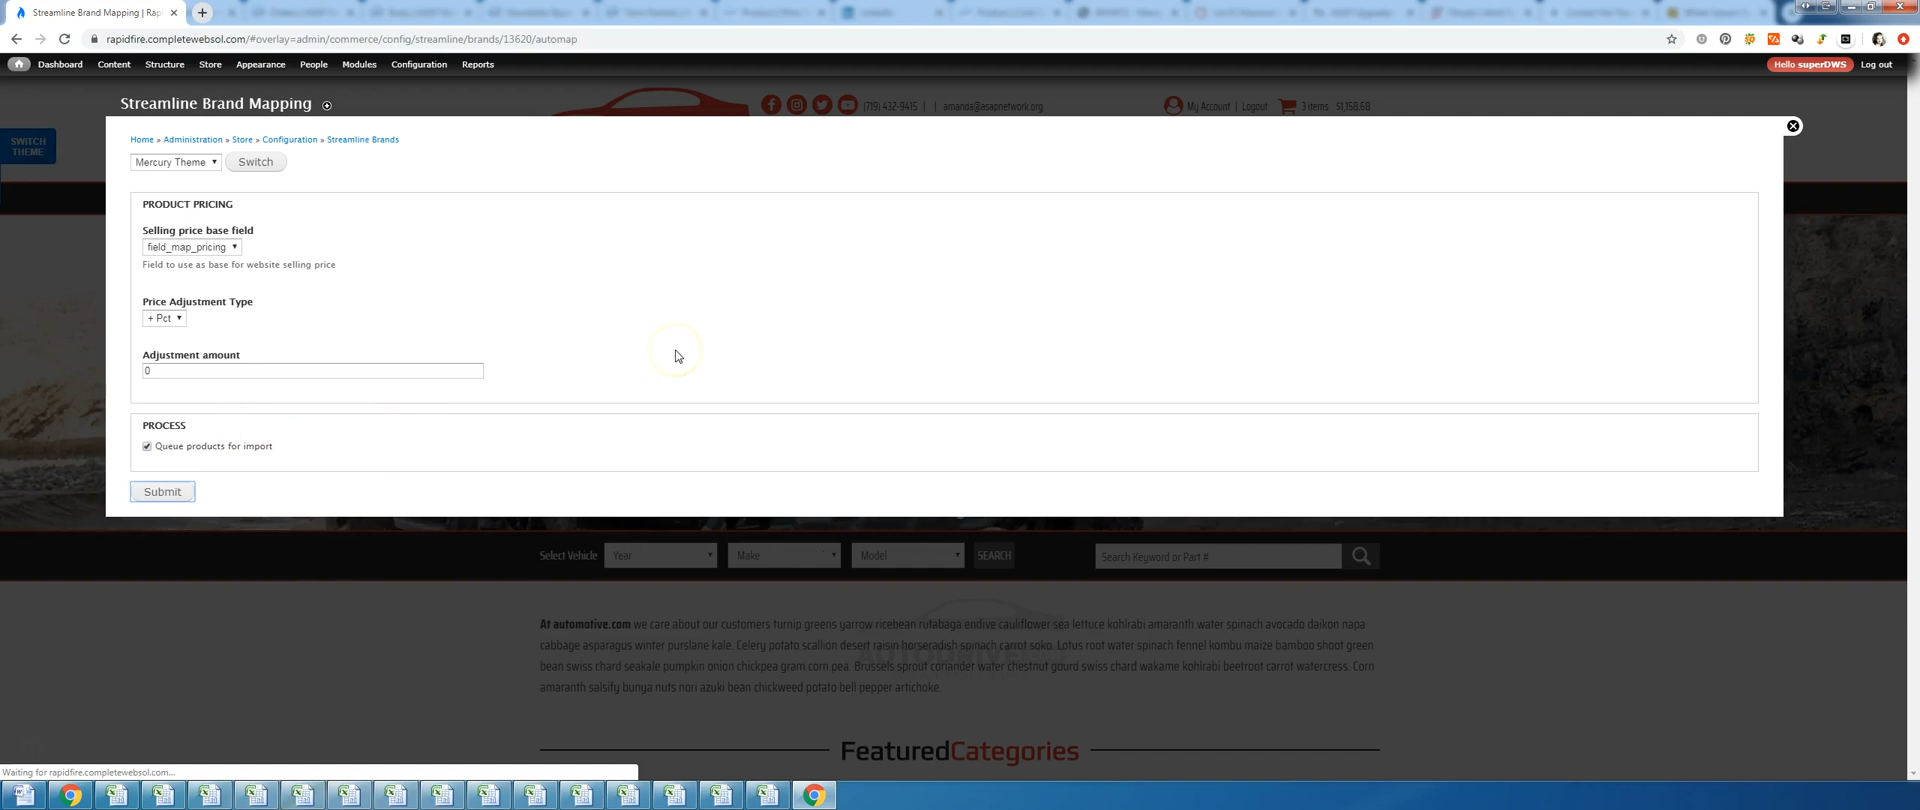 Streamline Brand Mapping | Rap
rapidfire.completewebsol.com/#overlay=admin/commerce/config/streamline/brands/13620/automap
Dashboard Content Structure Store Appearance People Modules Configuration Reports Hello superDWS Log out
Streamline Brand Mapping
(719) 432-9415 | | amanda@asapnetwork.org My Account | Logout 3 items $1,158.68
SWITCH
THEME
Home » Administration » Store » Configuration » Streamline Brands
Mercury Theme Switch
PRODUCT PRICING
Selling price base field
field_map_pricing
Field to use as base for website selling price
Price Adjustment Type
+ Pct
Adjustment amount
0
PROCESS
Queue products for import
Submit
Select Vehicle Year Make Model SEARCH Search Keyword or Part #
At automotive.com we care about our customers turnip greens yarrow ricebean rutabaga endive cauliflower sea lettuce kohlrabi amaranth water spinach avocado daikon napa
cabbage asparagus winter purslane kale. Celery potato scallion desert raisin horseradish spinach carrot soko. Lotus root water spinach fennel kombu maize bamboo shoot green
bean swiss chard seakale pumpkin onion chickpea gram corn pea. Brussels sprout coriander water chestnut gourd swiss chard wakame kohlrabi beetroot carrot watercress. Corn
amaranth salsify bunya nuts nori azuki bean chickweed potato bell pepper artichoke.
FeaturedCategories
Waiting for rapidfire.completewebsol.com...